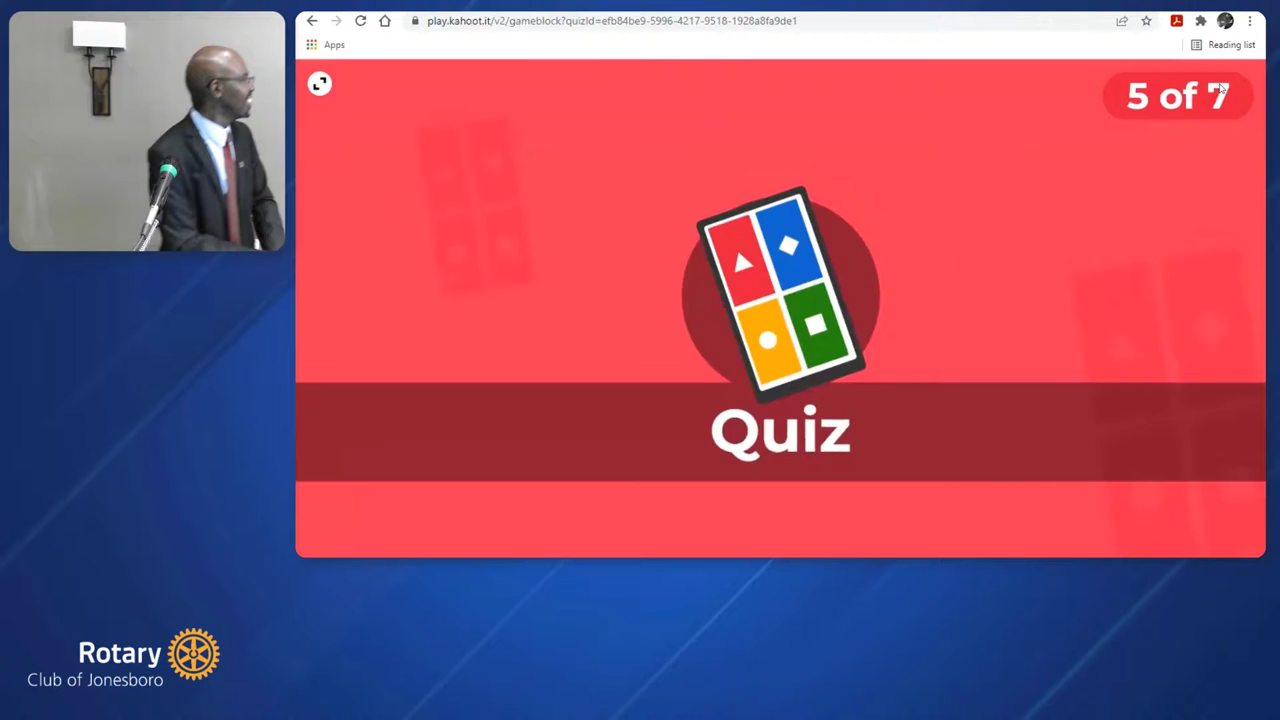 play.kahoot.it/v2/gameblock?quizId=efb84be9-5996-4217-9518-1928a8fa9de1
Apps
Reading list
5 of 7
Quiz
Rotary
Club of Jonesboro